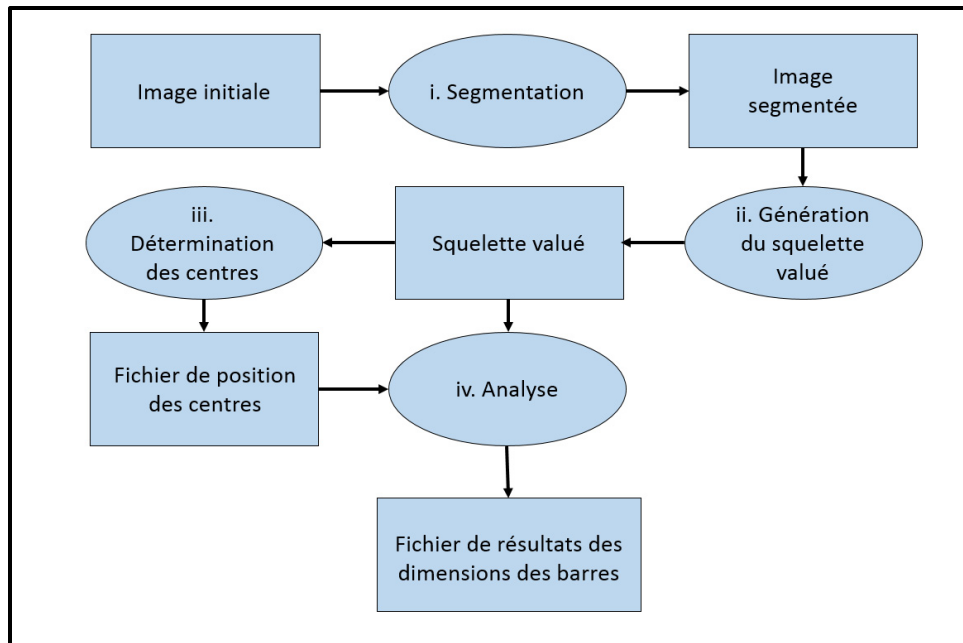 Image initiale
i. Segmentation
Image
segmentée
ii. Génération
du squelette
valué
Squelette valué
iii.
Détermination
des centres
Fichier de position
des centres
iv. Analyse
Fichier de résultats des
dimensions des barres